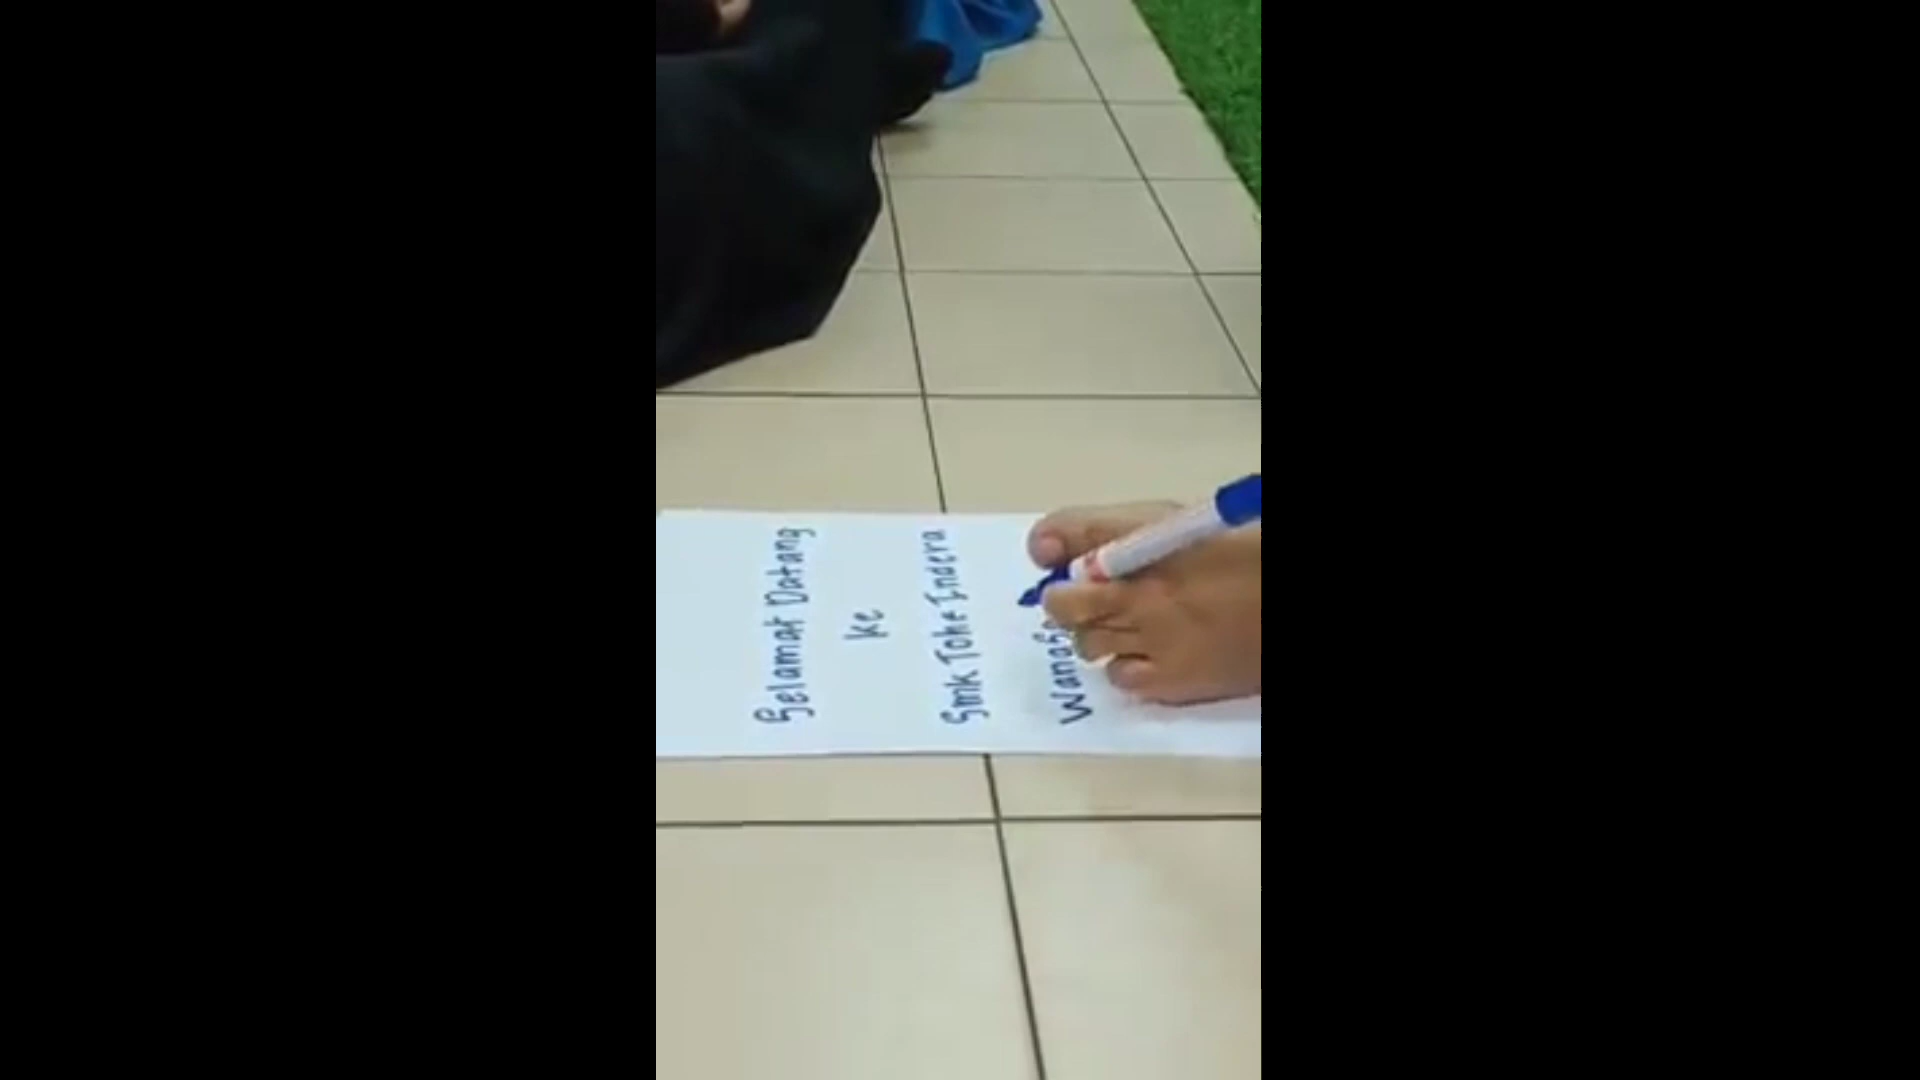 Selamat Datang
ke
Smk Toke Indera